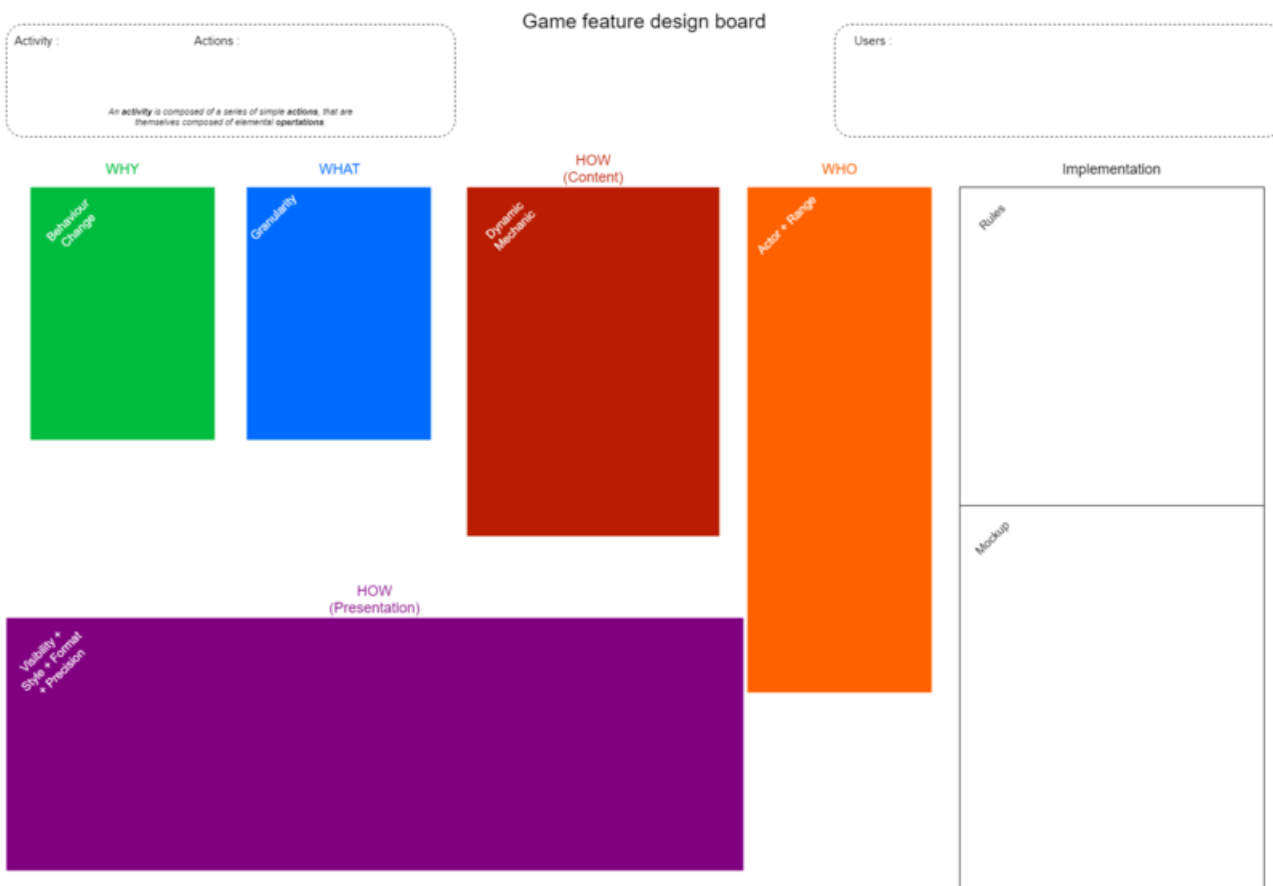 Game feature design board
Activity :
Actions :
An activity is composed of a series of simple actions, that are
themselves composed of elemental opertations.
Users :
WHY
Behaviour
Change
WHAT
Granularity
HOW
(Content)
Dynamic
Mechanic
WHO
Actor + Range
Implementation
Rules
Mockup
HOW
(Presentation)
Visibility +
Style + Format
+ Precision